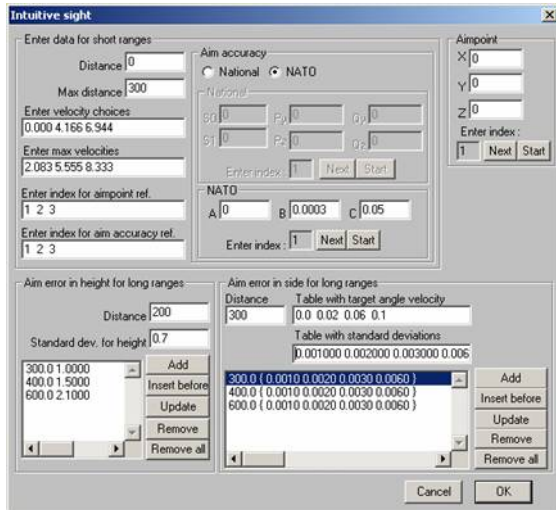 Intuitive sight
Enter data for short ranges
Distance 0
Max distance 300
Enter velocity choices
0.000 4.166 6.944
Enter max velocities
2.083 5.555 8.333
Enter index for aimpoint ref.
1 2 3
Enter index for aim accuracy ref.
1 2 3
Aim accuracy
National NATO
National
S0 0 Py 0 Qy 0
S1 0 Pz 0 Qz 0
Enter index : 1 Next Start
NATO
A 0 B 0.0003 C 0.05
Enter index : 1 Next Start
Aimpoint
X 0
Y 0
Z 0
Enter index :
1 Next Start
Aim error in height for long ranges
Distance 200
Standard dev. for height 0.7
300.0 1.0000
400.0 1.5000
600.0 2.1000
Add
Insert before
Update
Remove
Remove all
Aim error in side for long ranges
Distance Table with target angle velocity
300 0.0 0.02 0.06 0.1
Table with standard deviations
0.001000 0.002000 0.003000 0.006
300.0 { 0.0010 0.0020 0.0030 0.0060 }
400.0 { 0.0010 0.0020 0.0030 0.0060 }
600.0 { 0.0010 0.0020 0.0030 0.0060 }
Add
Insert before
Update
Remove
Remove all
Cancel OK